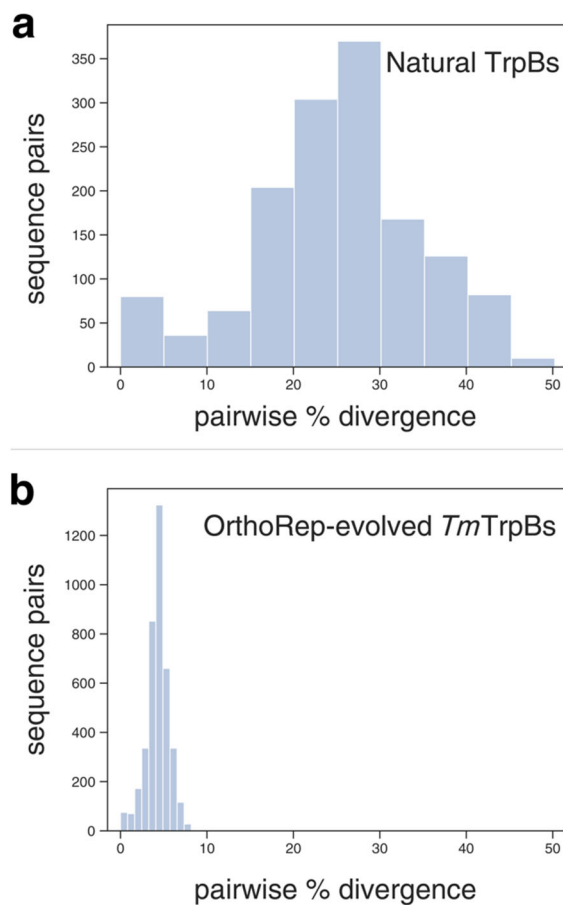 a
Natural TrpBs
350
300
250
200
150
100
50
0
sequence pairs
0 10 20 30 40 50
pairwise % divergence
b
OrthoRep-evolved TmTrpBs
1200
1000
800
600
400
200
0
sequence pairs
0 10 20 30 40 50
pairwise % divergence